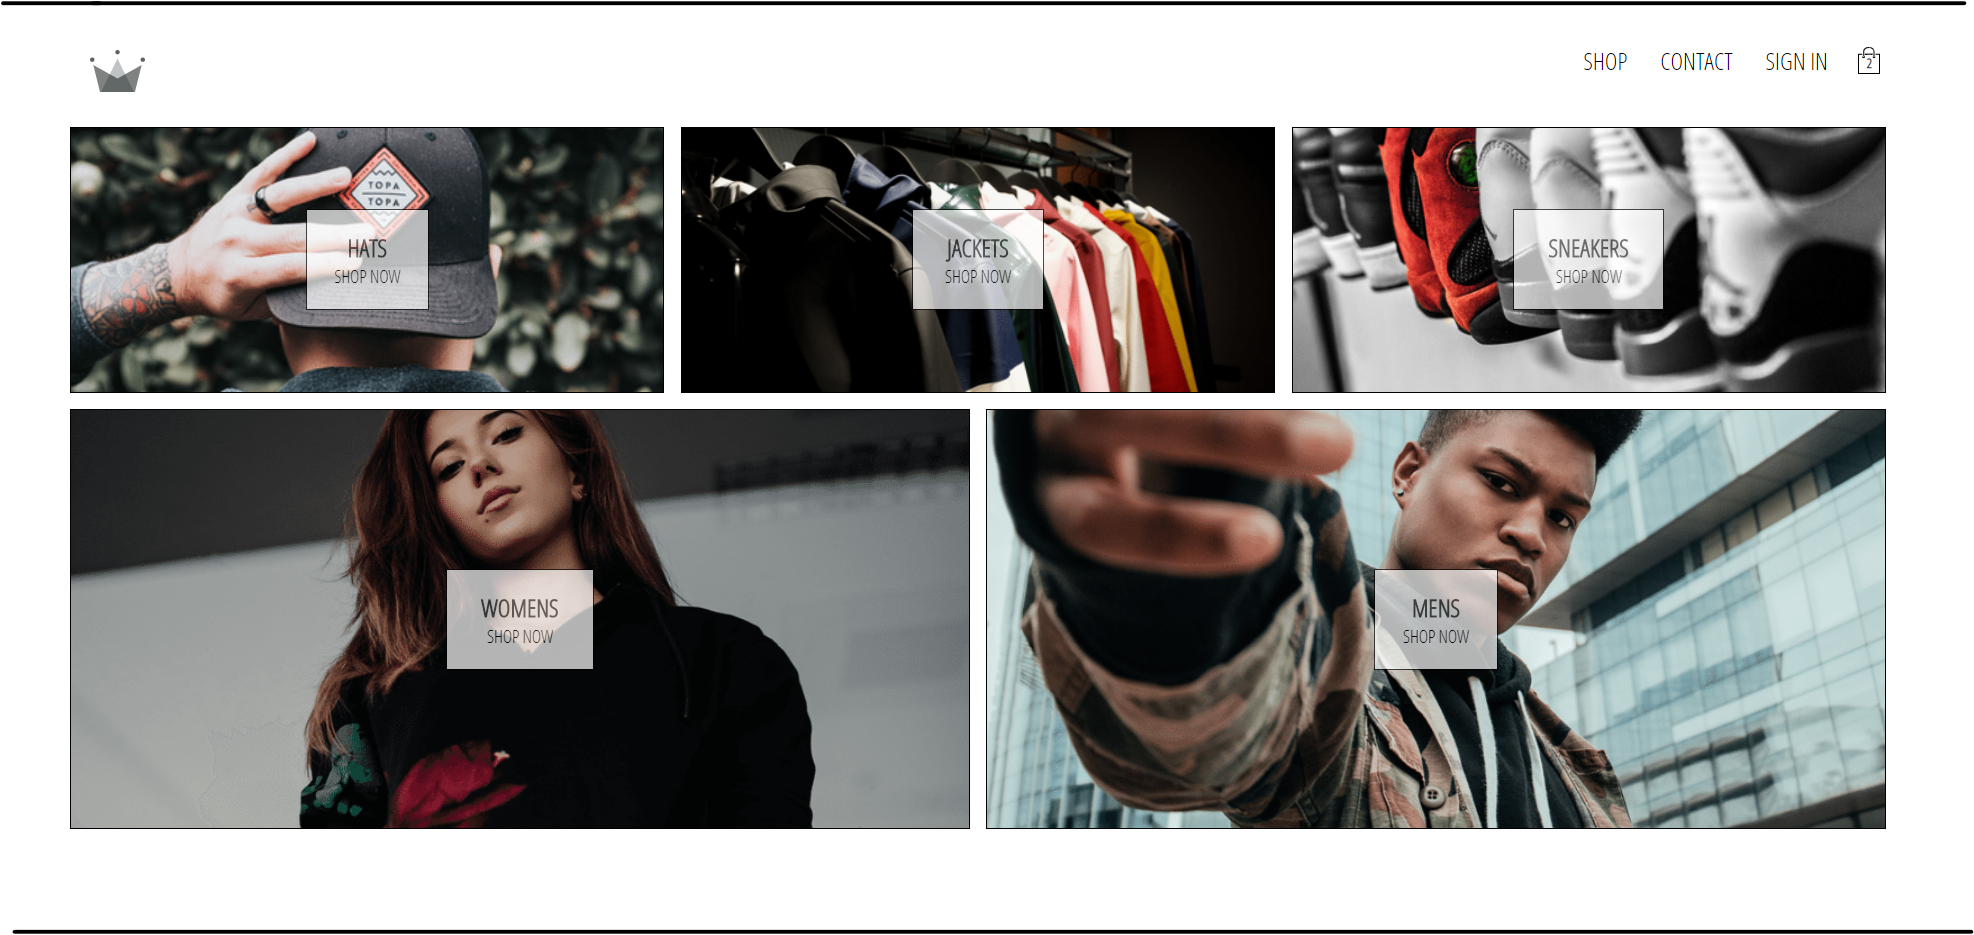 SHOP CONTACT SIGN IN 2
TOPA
TOPA
HATS
SHOP NOW
JACKETS
SHOP NOW
SNEAKERS
SHOP NOW
WOMENS
SHOP NOW
MENS
SHOP NOW